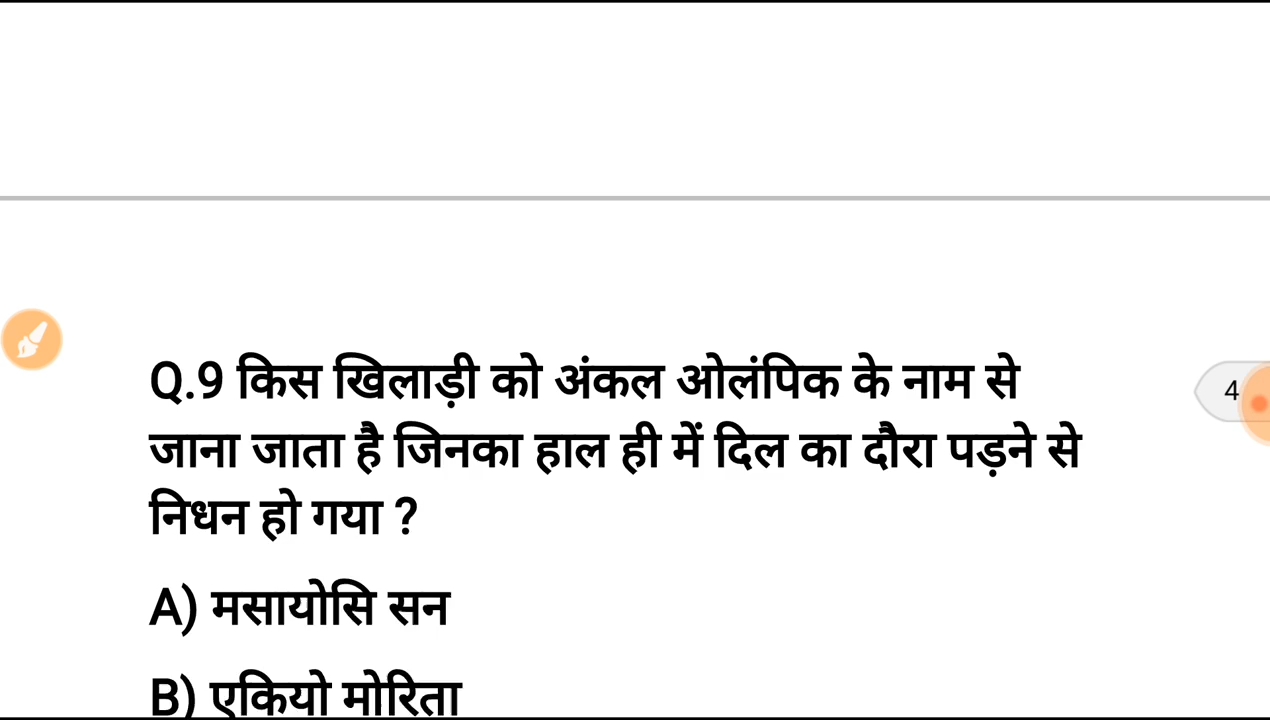 Q.9 किस खिलाड़ी को अंकल ओलंपिक के नाम से
4
जाना जाता है जिनका हाल ही में दिल का दौरा पड़ने से
निधन हो गया ?
A) मसायोसि सन
B) एकियो मोरिता